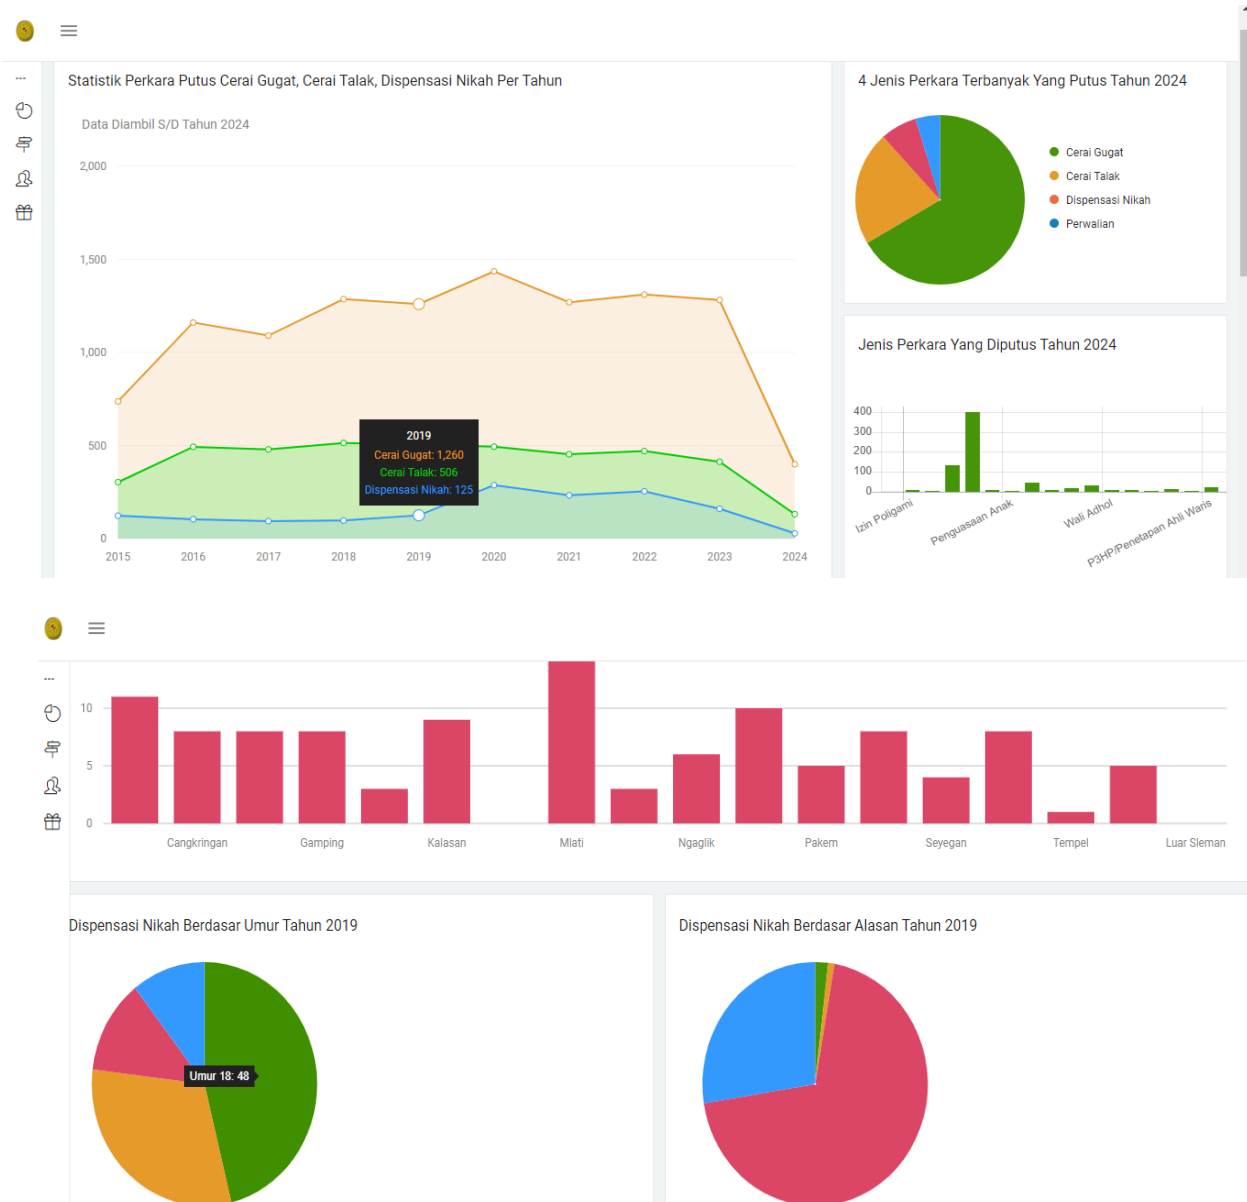 Statistik Perkara Putus Cerai Gugat, Cerai Talak, Dispensasi Nikah Per Tahun
Data Diambil S/D Tahun 2024
2,000
1,500
1,000
500
0
2019
Cerai Gugat: 1,260
Cerai Talak: 506
Dispensasi Nikah: 125
2015 2016 2017 2018 2019 2020 2021 2022 2023 2024
4 Jenis Perkara Terbanyak Yang Putus Tahun 2024
Cerai Gugat
Cerai Talak
Dispensasi Nikah
Perwalian
Jenis Perkara Yang Diputus Tahun 2024
400
300
200
100
0
Izin Poligami
Penguasaan Anak
Wali Adhol
P3HP/Penetapan Ahli Waris
10
5
0
Cangkringan Gamping Kalasan Mlati Ngaglik Pakem Seyegan Tempel Luar Sleman
Dispensasi Nikah Berdasar Umur Tahun 2019
Umur 18: 48
Dispensasi Nikah Berdasar Alasan Tahun 2019